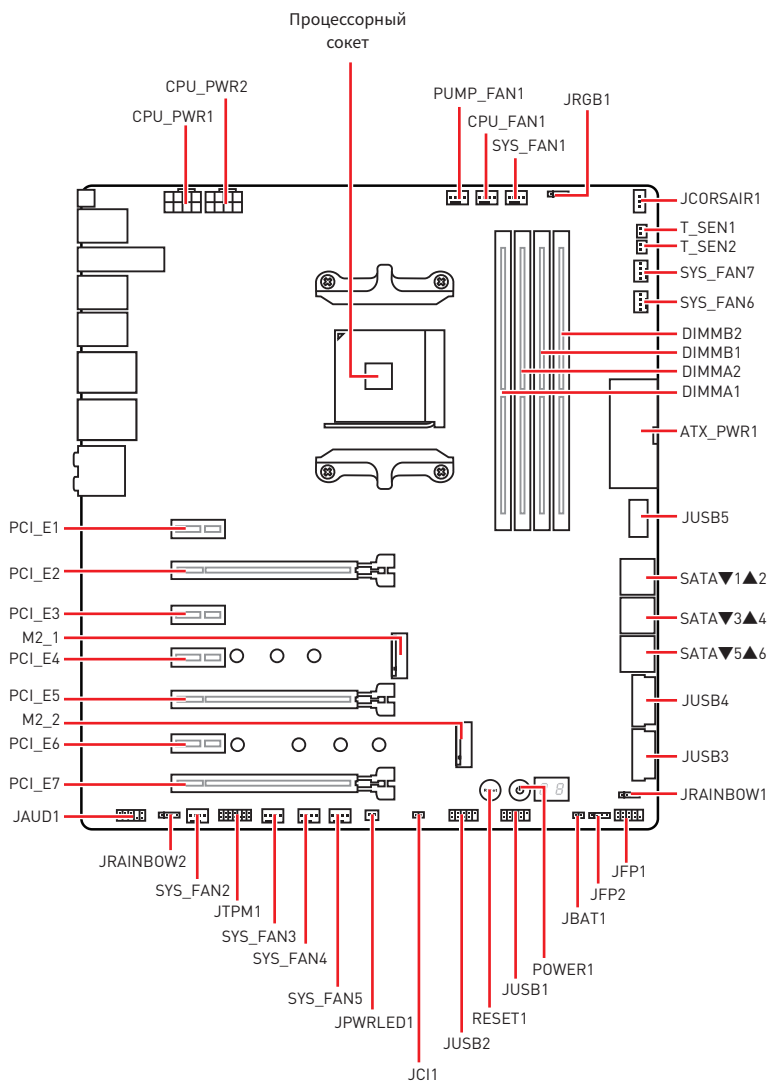 Процессорный
сокет
CPU_PWR2
CPU_PWR1
PUMP_FAN1
CPU_FAN1
SYS_FAN1
JRGB1
JCORSAIR1
T_SEN1
T_SEN2
SYS_FAN7
SYS_FAN6
DIMMB2
DIMMB1
DIMMA2
DIMMA1
ATX_PWR1
JUSB5
SATA▼1▲2
SATA▼3▲4
SATA▼5▲6
JUSB4
JUSB3
JRAINBOW1
PCI_E1
PCI_E2
PCI_E3
M2_1
PCI_E4
PCI_E5
M2_2
PCI_E6
PCI_E7
8 8
JAUD1
JRAINBOW2
SYS_FAN2
JTPM1
SYS_FAN3
SYS_FAN4
SYS_FAN5
JPWRLED1
JCI1
JUSB2
RESET1
JUSB1
POWER1
JBAT1
JFP2
JFP1